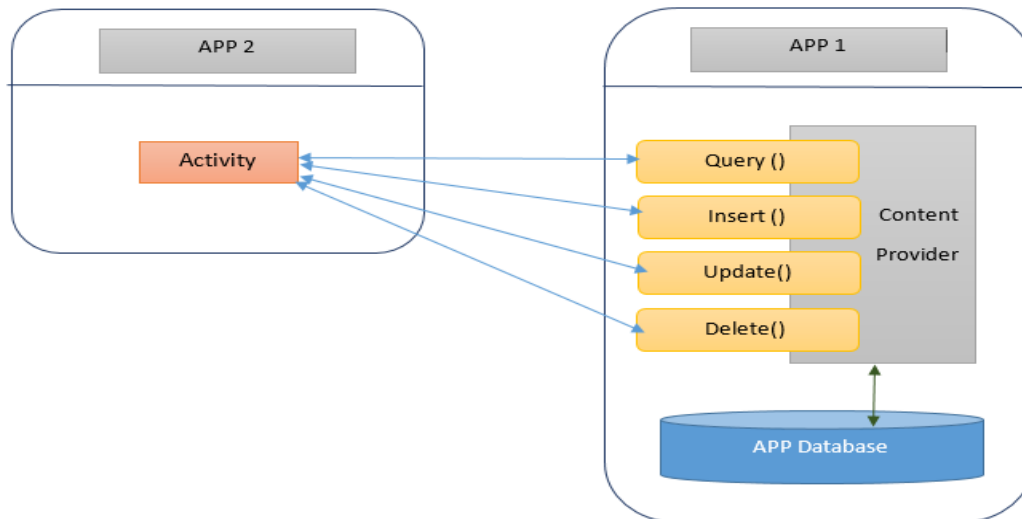 APP 2
APP 1
Activity
Query ()
Insert ()
Update()
Delete()
Content
Provider
APP Database